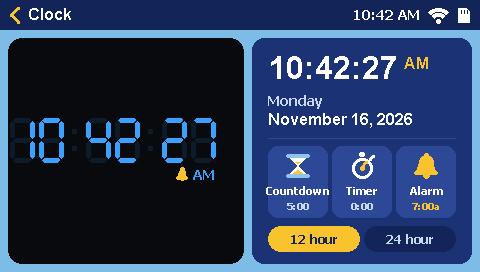 Clock
10:42 AM
10 42 27
AM
10:42:27 AM
Monday
November 16, 2026
Countdown
5:00
Timer
0:00
Alarm
7:00a
12 hour
24 hour